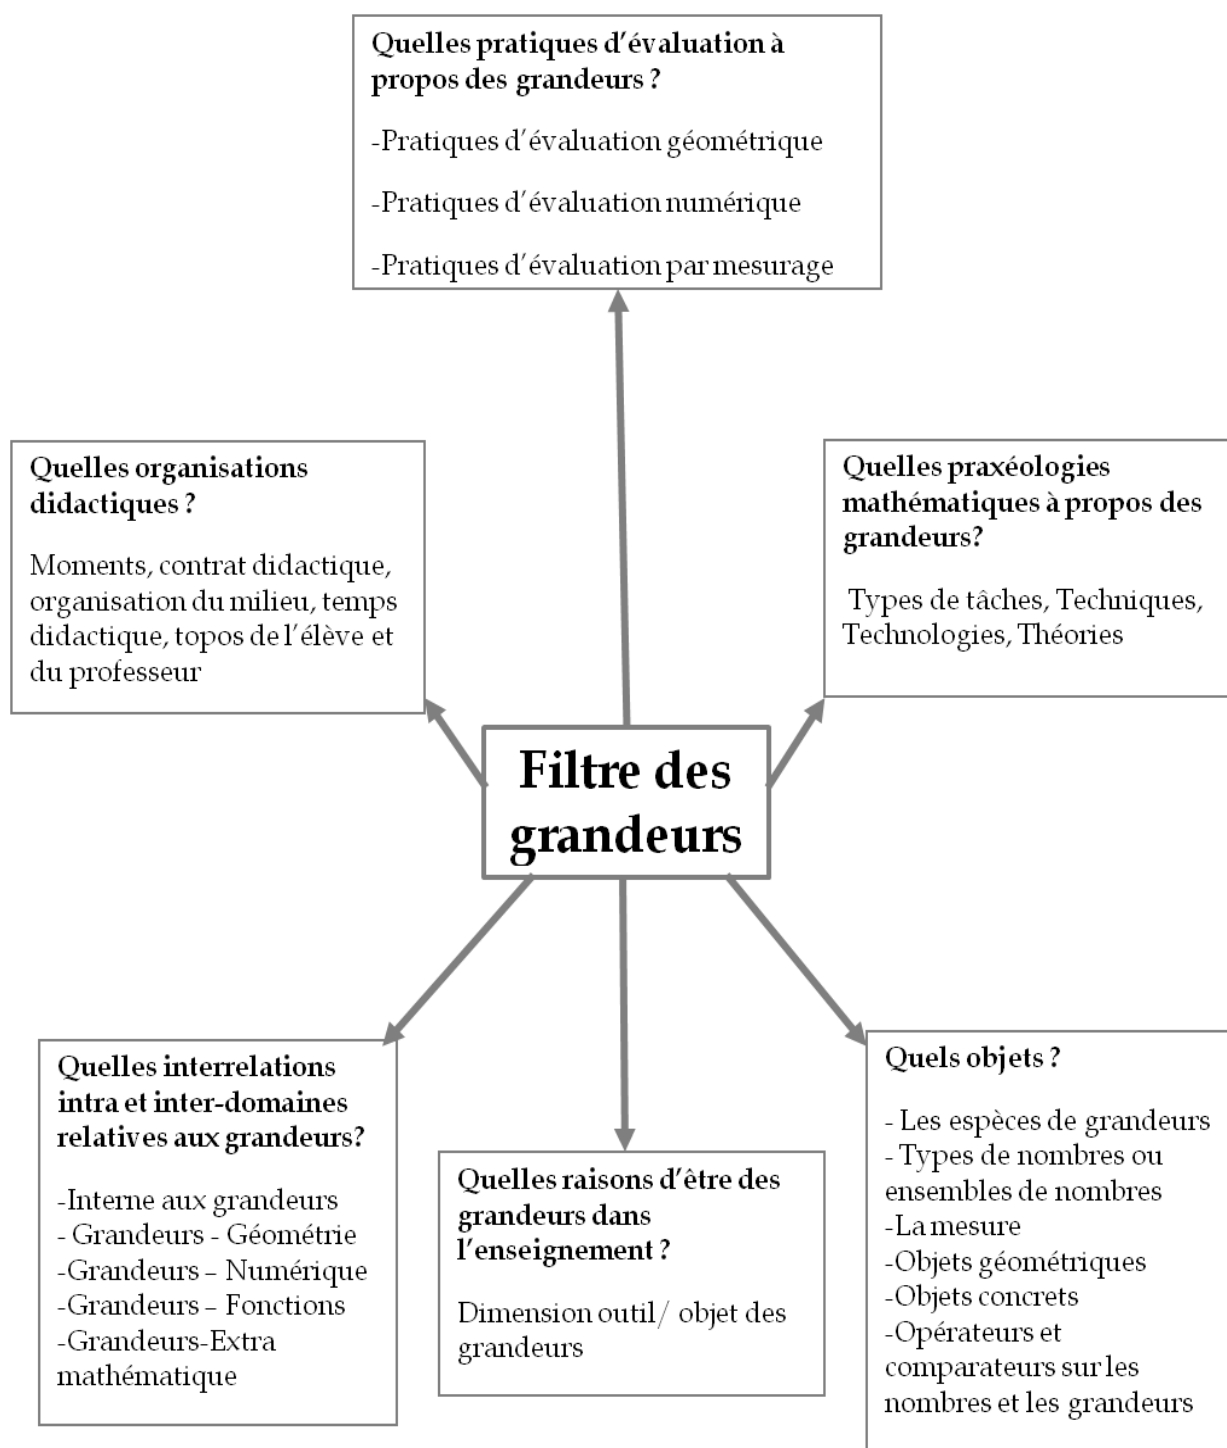 Quelles pratiques d'évaluation à
propos des grandeurs ?
-Pratiques d'évaluation géométrique
-Pratiques d'évaluation numérique
-Pratiques d'évaluation par mesurage
Quelles organisations
didactiques ?
Moments, contrat didactique,
organisation du milieu, temps
didactique, topos de l'élève et
du professeur
Quelles praxéologies
mathématiques à propos des
grandeurs?
Types de tâches, Techniques,
Technologies, Théories
Filtre des
grandeurs
Quelles interrelations
intra et inter-domaines
relatives aux grandeurs?
-Interne aux grandeurs
- Grandeurs - Géométrie
-Grandeurs – Numérique
-Grandeurs – Fonctions
-Grandeurs-Extra
mathématique
Quelles raisons d'être des
grandeurs dans
l'enseignement ?
Dimension outil/ objet des
grandeurs
Quels objets ?
- Les espèces de grandeurs
- Types de nombres ou
ensembles de nombres
-La mesure
-Objets géométriques
-Objets concrets
-Opérateurs et
comparateurs sur les
nombres et les grandeurs